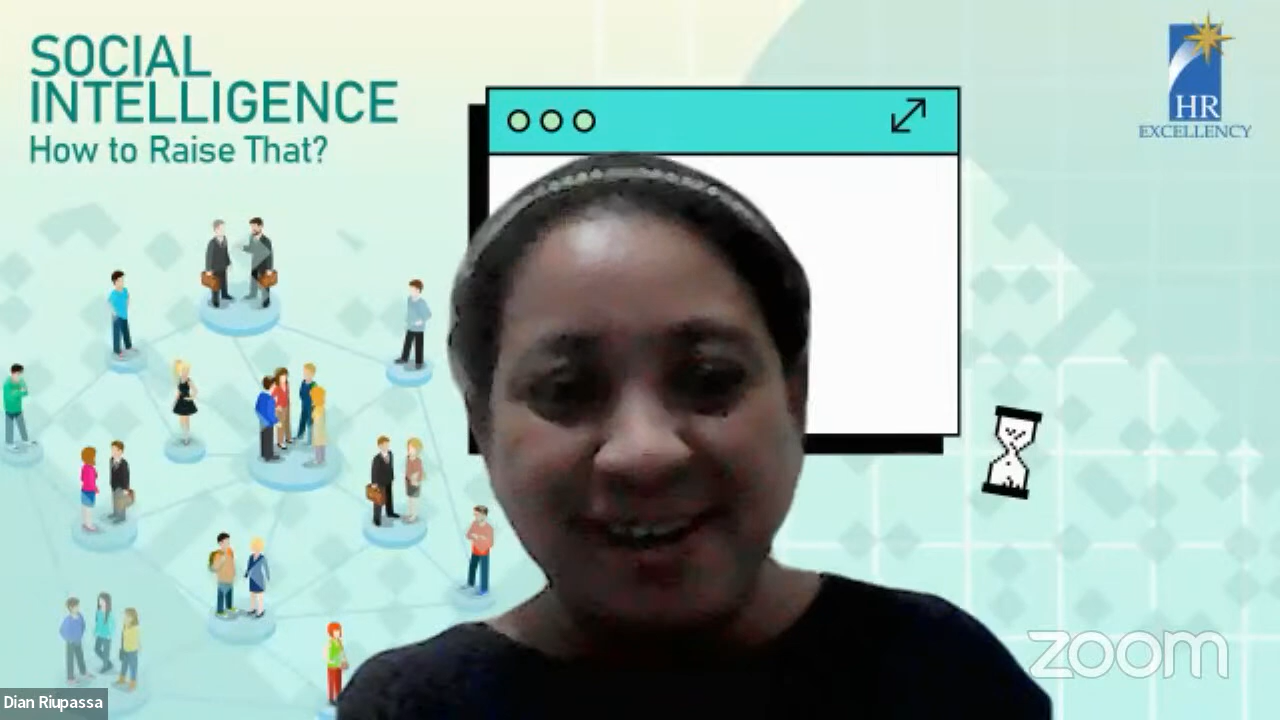 SOCIAL
INTELLIGENCE
How to Raise That?
HR
EXCELLENCY
zoom
Dian Riupassa